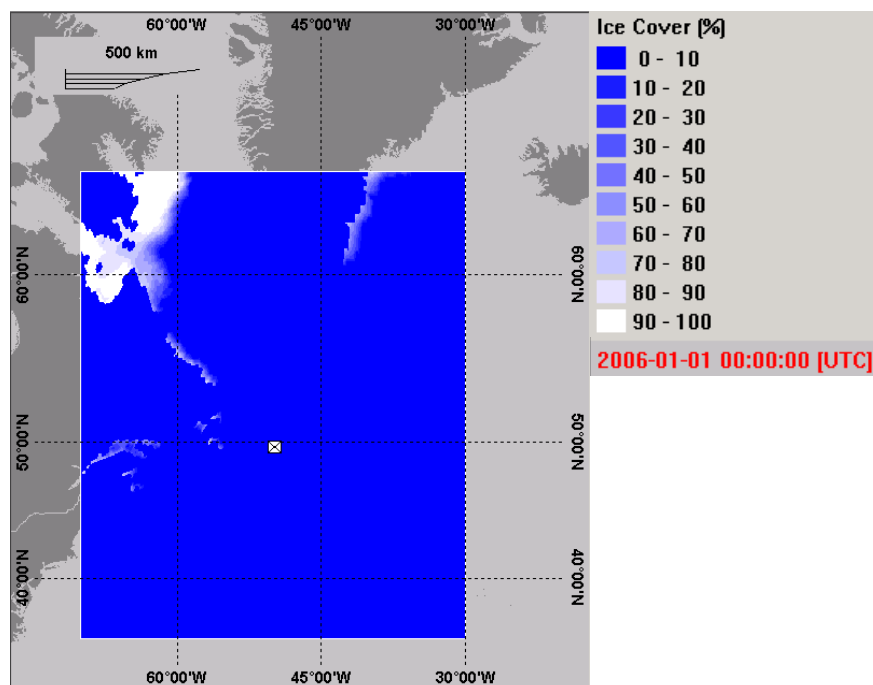 60°00'W 45°00'W 30°00'W
500 km
60°00'N 60°00'N
50°00'N 50°00'N
40°00'N 40°00'N
60°00'W 45°00'W 30°00'W
Ice Cover [%]
0 - 10
10 - 20
20 - 30
30 - 40
40 - 50
50 - 60
60 - 70
70 - 80
80 - 90
90 - 100
2006-01-01 00:00:00 [UTC]